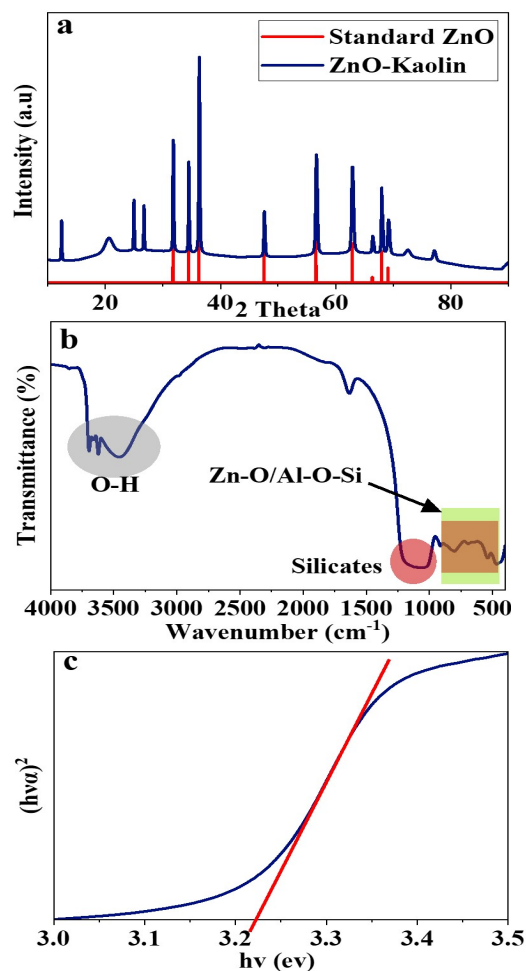 a
Standard ZnO
ZnO-Kaolin
Intensity (a.u)
20 40 60 80
2 Theta
b
Transmittance (%)
O-H
Zn-O/Al-O-Si
Silicates
4000 3500 3000 2500 2000 1500 1000 500
Wavenumber (cm⁻¹)
c
(hνα)²
3.0 3.1 3.2 3.3 3.4 3.5
hν (ev)